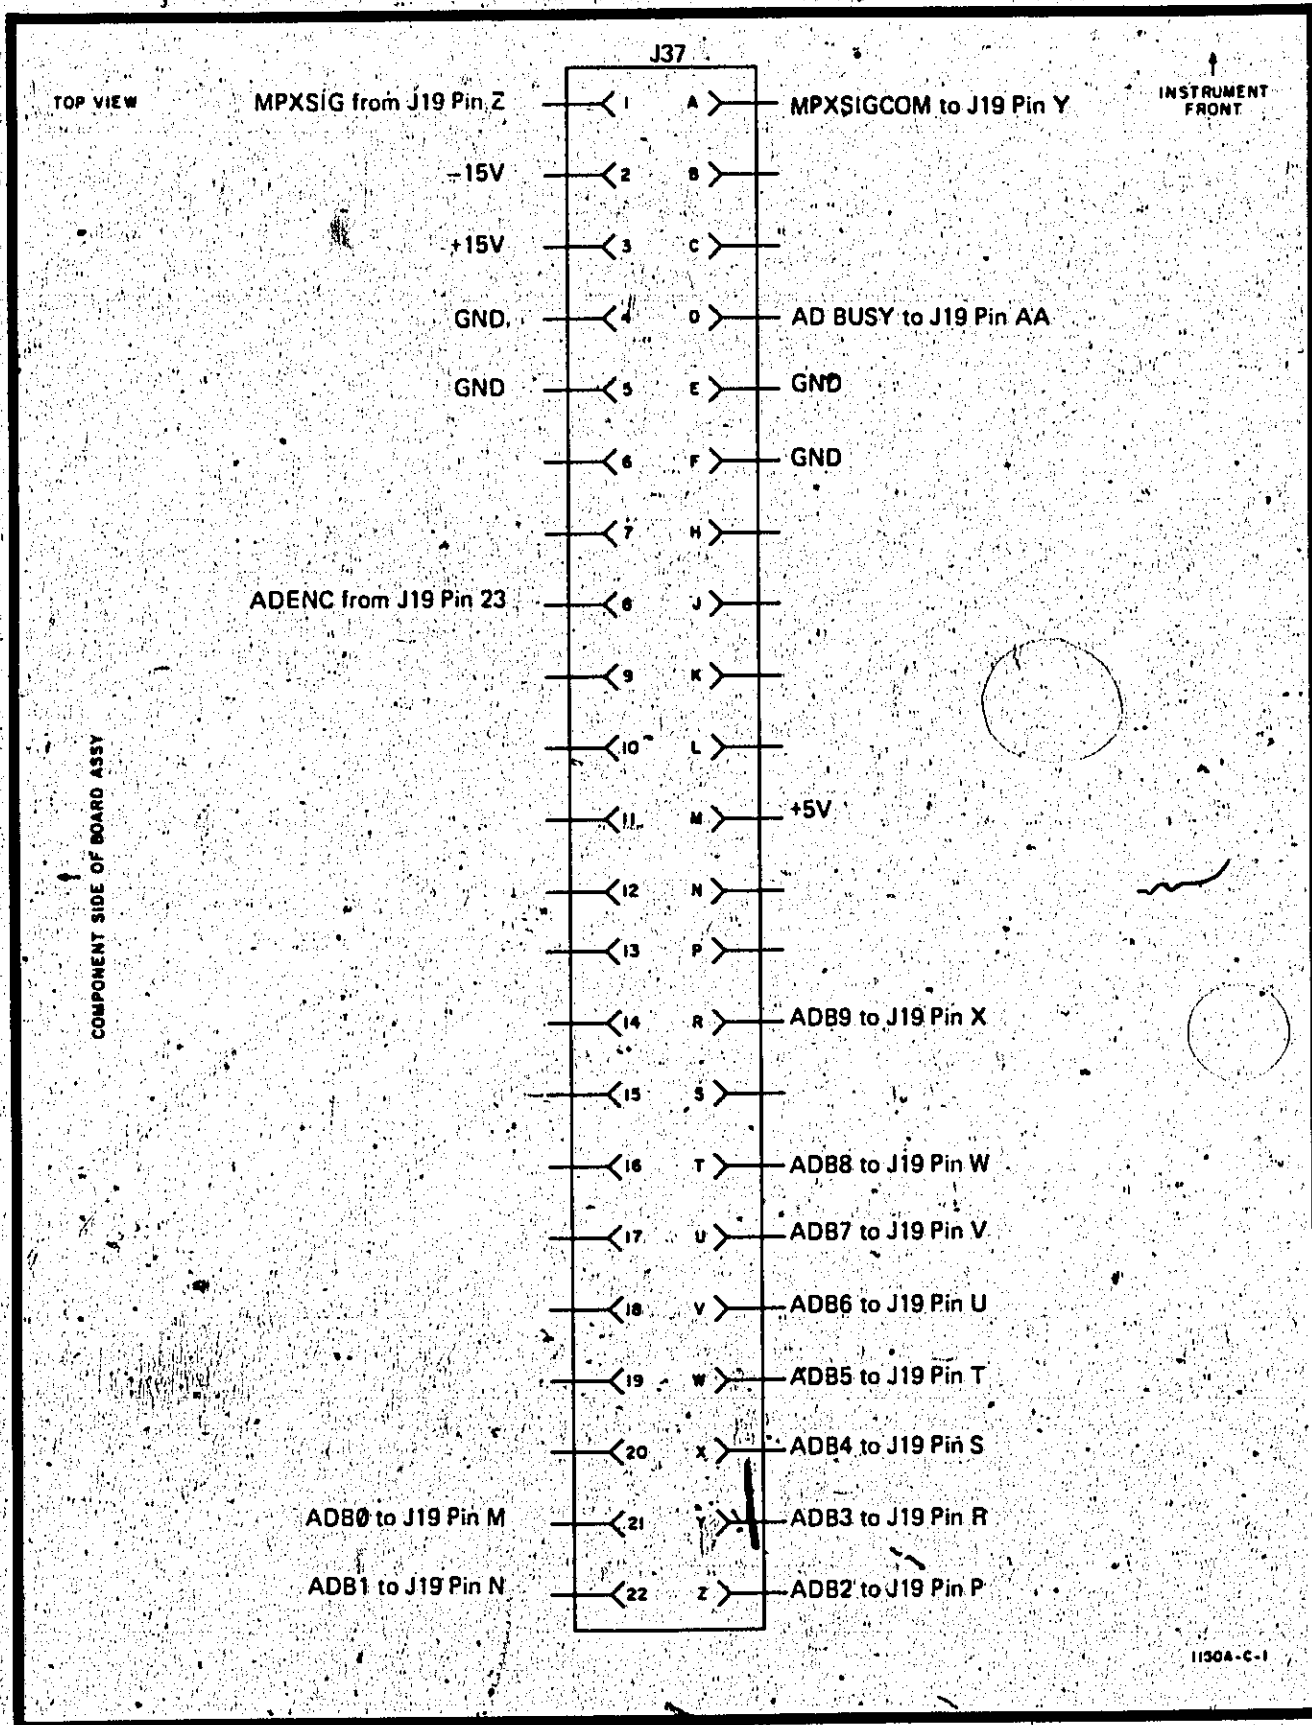 J37
TOP VIEW
INSTRUMENT
FRONT
MPXSIG from J19 Pin Z 1 A MPXSIGCOM to J19 Pin Y
-15V 2 B
+15V 3 C
GND 4 D AD BUSY to J19 Pin AA
GND 5 E GND
6 F GND
7 H
ADENC from J19 Pin 23 8 J
9 K
10 L
11 M +5V
12 N
13 P
14 R ADB9 to J19 Pin X
15 S
16 T ADB8 to J19 Pin W
17 U ADB7 to J19 Pin V
18 V ADB6 to J19 Pin U
19 W ADB5 to J19 Pin T
20 X ADB4 to J19 Pin S
ADB0 to J19 Pin M 21 Y ADB3 to J19 Pin R
ADB1 to J19 Pin N 22 Z ADB2 to J19 Pin P
COMPONENT SIDE OF BOARD ASSY
1150A-C-1